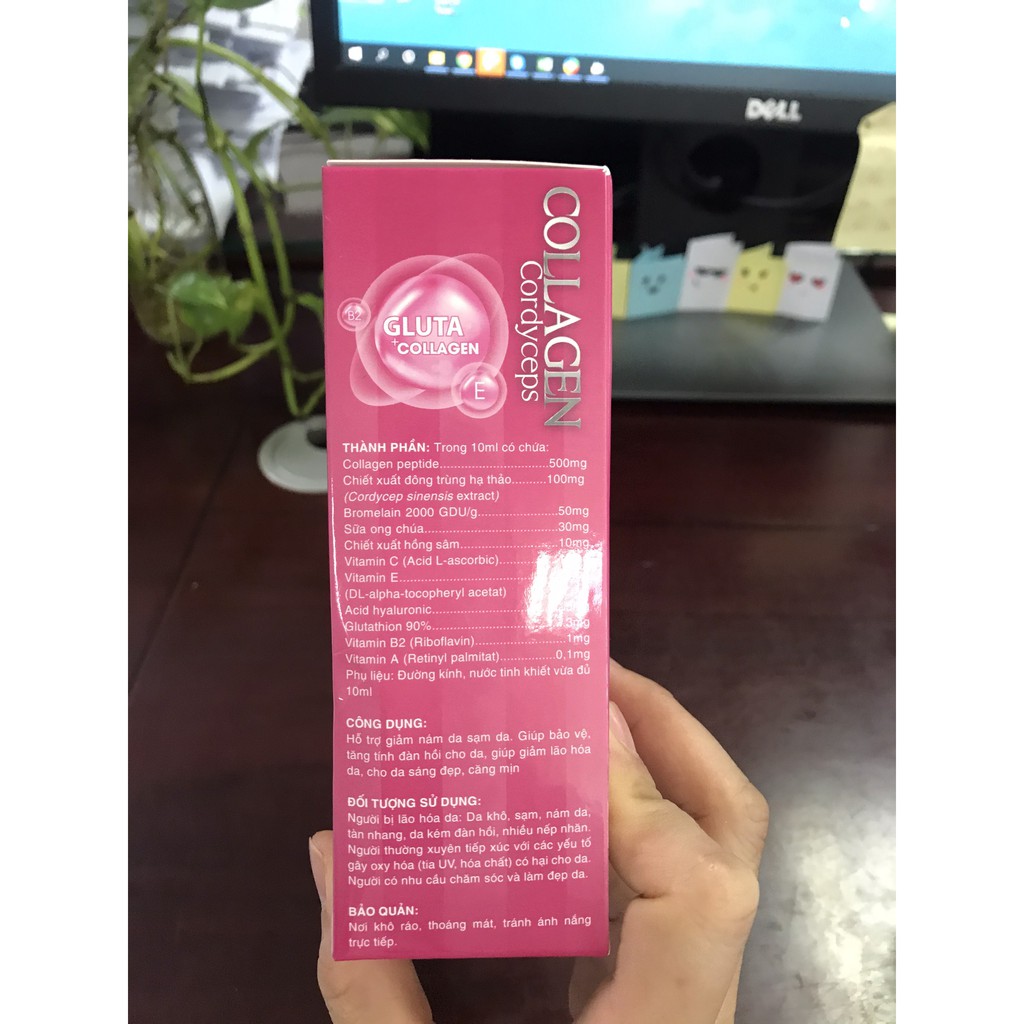 DELL
COLLAGEN
Cordyceps
B2
GLUTA
+COLLAGEN
E
THÀNH PHẦN: Trong 10ml có chứa:
Collagen peptide..............................500mg
Chiết xuất đông trùng hạ thảo..........100mg
(Cordycep sinensis extract)
Bromelain 2000 GDU/g......................50mg
Sữa ong chúa.....................................30mg
Chiết xuất hồng sâm...........................10mg
Vitamin C (Acid L-ascorbic)...............
Vitamin E...................................
(DL-alpha-tocopheryl acetat)
Acid hyaluronic.........................
Glutathion 90%...................................3mg
Vitamin B2 (Riboflavin).........................1mg
Vitamin A (Retinyl palmitat)...............0,1mg
Phụ liệu: Đường kính, nước tinh khiết vừa đủ
10ml
CÔNG DỤNG:
Hỗ trợ giảm nám da sạm da. Giúp bảo vệ,
tăng tính đàn hồi cho da, giúp giảm lão hóa
da, cho da sáng đẹp, căng mịn
ĐỐI TƯỢNG SỬ DỤNG:
Người bị lão hóa da: Da khô, sạm, nám da,
tàn nhang, da kém đàn hồi, nhiều nếp nhăn.
Người thường xuyên tiếp xúc với các yếu tố
gây oxy hóa (tia UV, hóa chất) có hại cho da.
Người có nhu cầu chăm sóc và làm đẹp da.
BẢO QUẢN:
Nơi khô ráo, thoáng mát, tránh ánh nắng
trực tiếp.